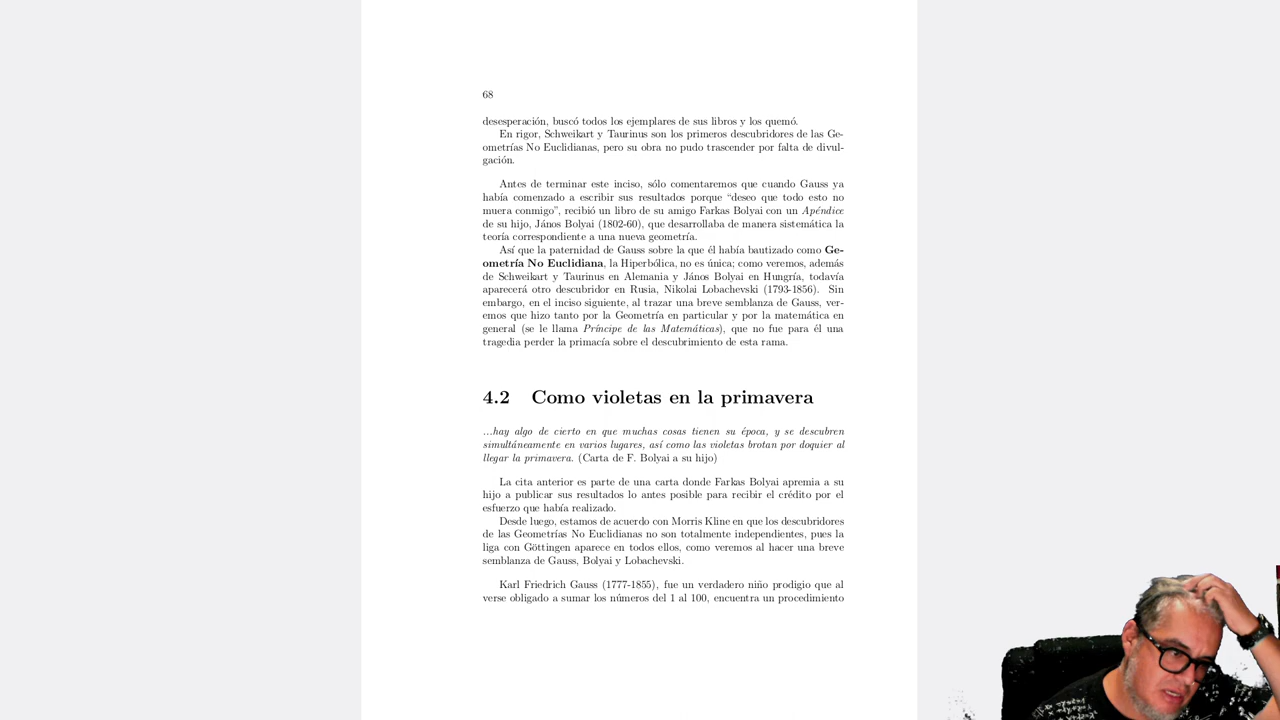 68
desesperación, buscó todos los ejemplares de sus libros y los quemó.
En rigor, Schweikart y Taurinus son los primeros descubridores de las Ge-
ometrías No Euclidianas, pero su obra no pudo trascender por falta de divul-
gación.
Antes de terminar este inciso, sólo comentaremos que cuando Gauss ya
había comenzado a escribir sus resultados porque “deseo que todo esto no
muera conmigo”, recibió un libro de su amigo Farkas Bolyai con un Apéndice
de su hijo, János Bolyai (1802-60), que desarrollaba de manera sistemática la
teoría correspondiente a una nueva geometría.
Así que la paternidad de Gauss sobre la que él había bautizado como Ge-
ometría No Euclidiana, la Hiperbólica, no es única; como veremos, además
de Schweikart y Taurinus en Alemania y János Bolyai en Hungría, todavía
aparecerá otro descubridor en Rusia, Nikolai Lobachevski (1793-1856). Sin
embargo, en el inciso siguiente, al trazar una breve semblanza de Gauss, ver-
emos que hizo tanto por la Geometría en particular y por la matemática en
general (se le llama Príncipe de las Matemáticas), que no fue para él una
tragedia perder la primacía sobre el descubrimiento de esta rama.
4.2 Como violetas en la primavera
...hay algo de cierto en que muchas cosas tienen su época, y se descubren
simultáneamente en varios lugares, así como las violetas brotan por doquier al
llegar la primavera. (Carta de F. Bolyai a su hijo)
La cita anterior es parte de una carta donde Farkas Bolyai apremia a su
hijo a publicar sus resultados lo antes posible para recibir el crédito por el
esfuerzo que había realizado.
Desde luego, estamos de acuerdo con Morris Kline en que los descubridores
de las Geometrías No Euclidianas no son totalmente independientes, pues la
liga con Göttingen aparece en todos ellos, como veremos al hacer una breve
semblanza de Gauss, Bolyai y Lobachevski.
Karl Friedrich Gauss (1777-1855), fue un verdadero niño prodigio que al
verse obligado a sumar los números del 1 al 100, encuentra un procedimiento